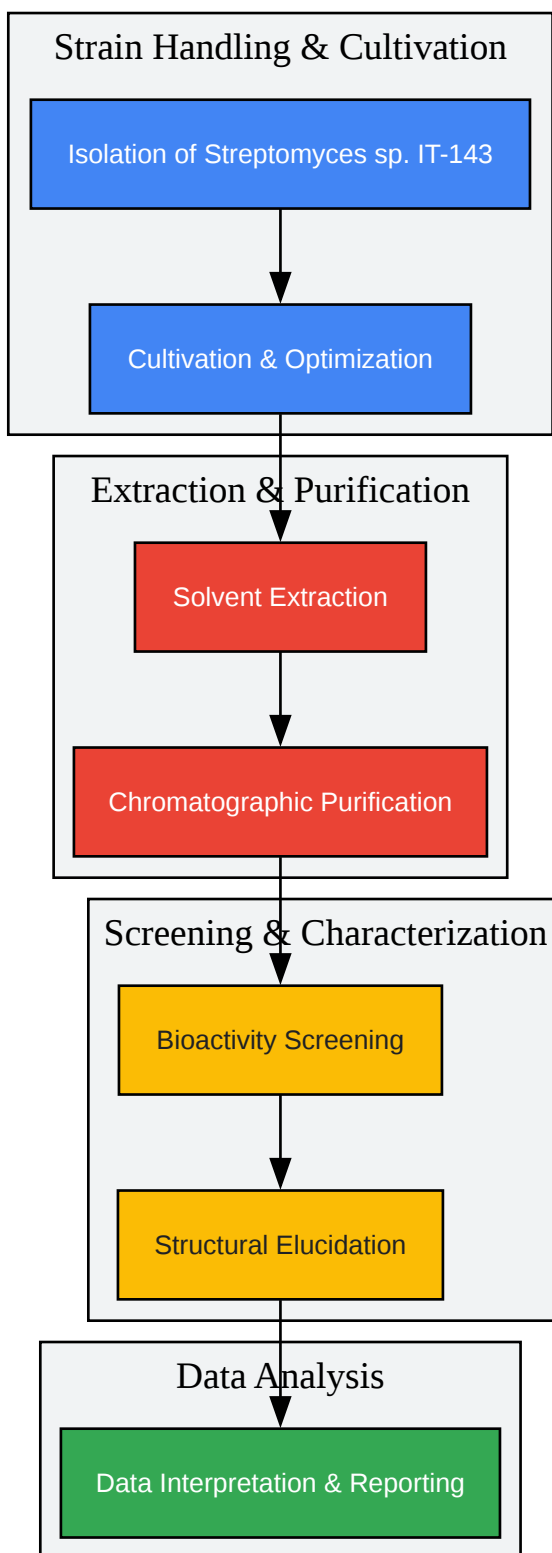 Strain Handling & Cultivation
Isolation of Streptomyces sp. IT-143
Cultivation & Optimization
Extraction & Purification
Solvent Extraction
Chromatographic Purification
Screening & Characterization
Bioactivity Screening
Structural Elucidation
Data Analysis
Data Interpretation & Reporting